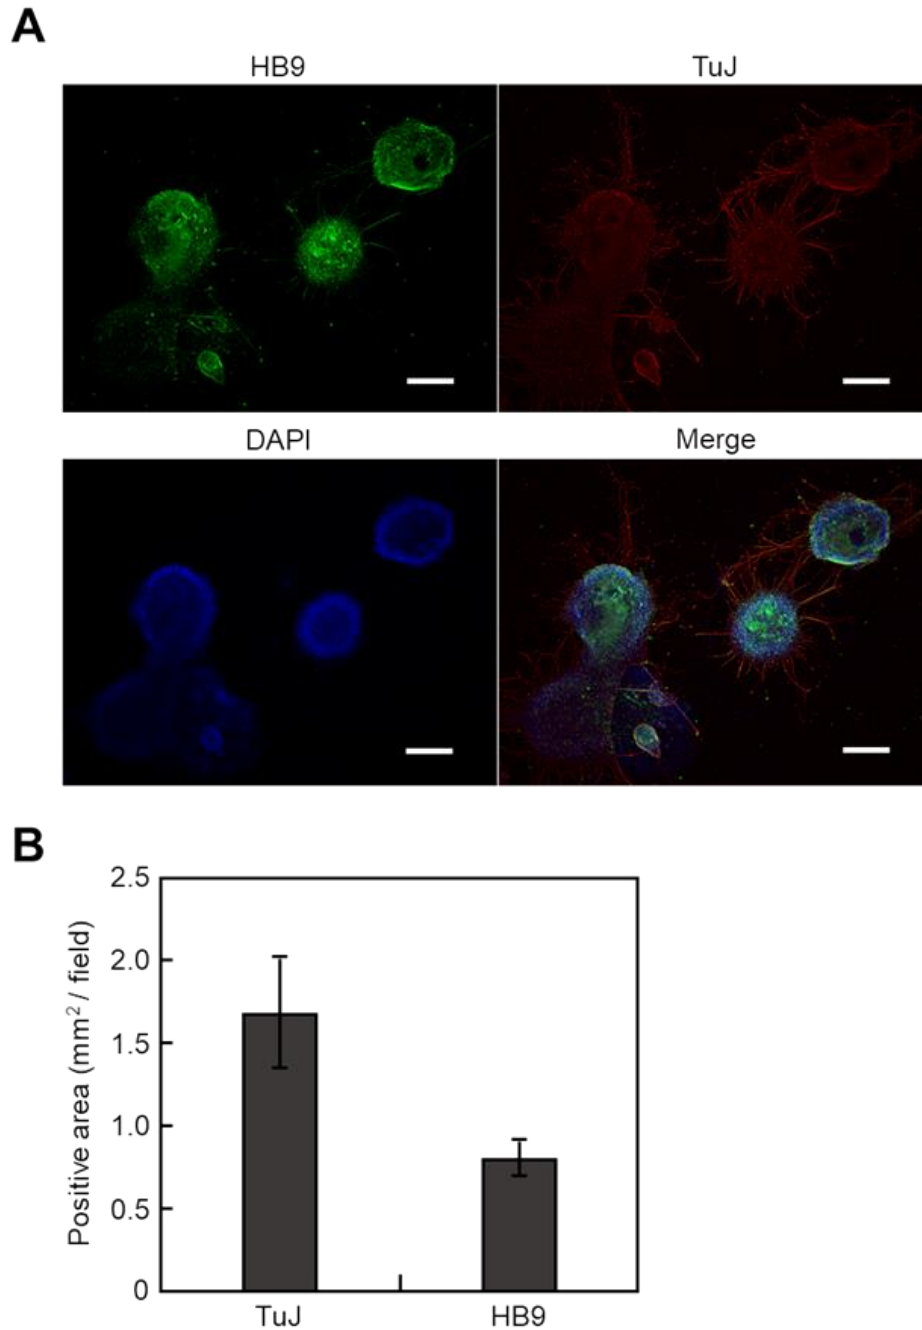 A
HB9 TuJ
DAPI Merge
B
Positive area (mm² / field)
2.5
2.0
1.5
1.0
0.5
0
TuJ HB9